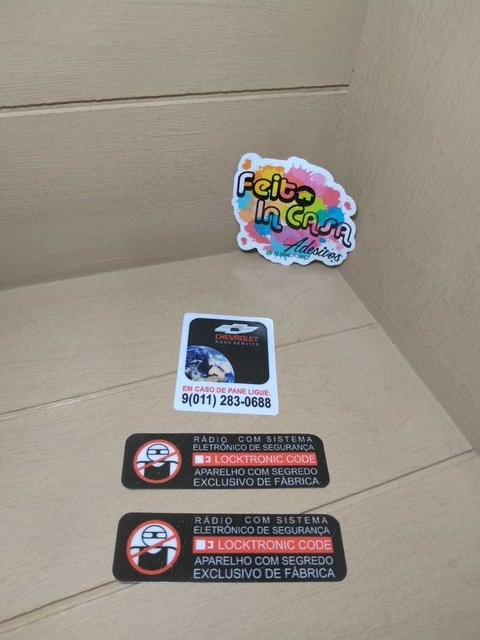 Feito
In Casa
Adesivos
CHEVROLET
ROAD SERVICE
EM CASO DE PANE LIGUE:
9(011) 283-0688
RÁDIO COM SISTEMA
ELETRÔNICO DE SEGURANÇA
LOCKTRONIC CODE
APARELHO COM SEGREDO
EXCLUSIVO DE FÁBRICA
RÁDIO COM SISTEMA
ELETRÔNICO DE SEGURANÇA
LOCKTRONIC CODE
APARELHO COM SEGREDO
EXCLUSIVO DE FÁBRICA